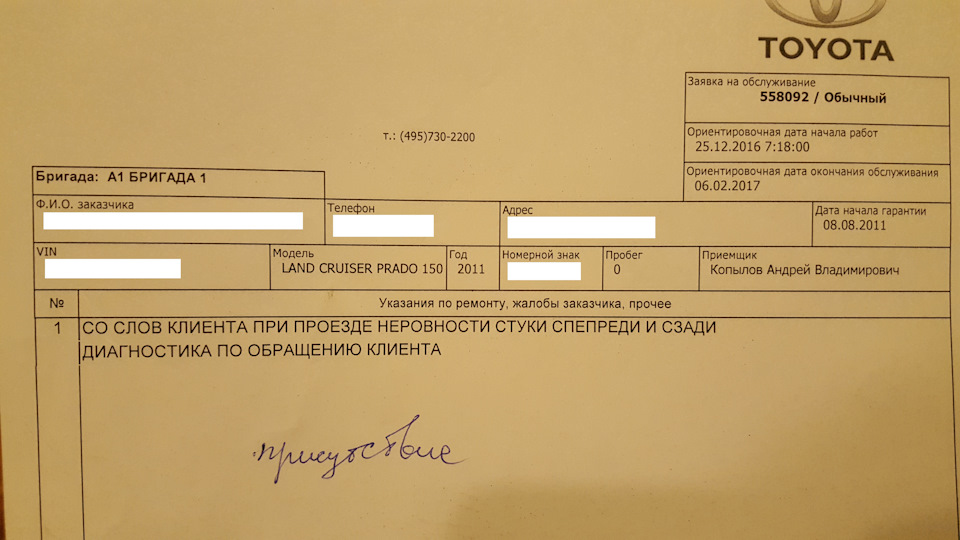 TOYOTA
Заявка на обслуживание
558092 / Обычный
т.: (495)730-2200
Ориентировочная дата начала работ
25.12.2016 7:18:00
Ориентировочная дата окончания обслуживания
06.02.2017
Бригада: А1 БРИГАДА 1
Ф.И.О. заказчика
Телефон
Адрес
Дата начала гарантии
08.08.2011
VIN
Модель
LAND CRUISER PRADO 150
Год
2011
Номерной знак
Пробег
0
Приемщик
Копылов Андрей Владимирович
№ Указания по ремонту, жалобы заказчика, прочее
1 СО СЛОВ КЛИЕНТА ПРИ ПРОЕЗДЕ НЕРОВНОСТИ СТУКИ СПЕПРЕДИ И СЗАДИ
ДИАГНОСТИКА ПО ОБРАЩЕНИЮ КЛИЕНТА
присутствие